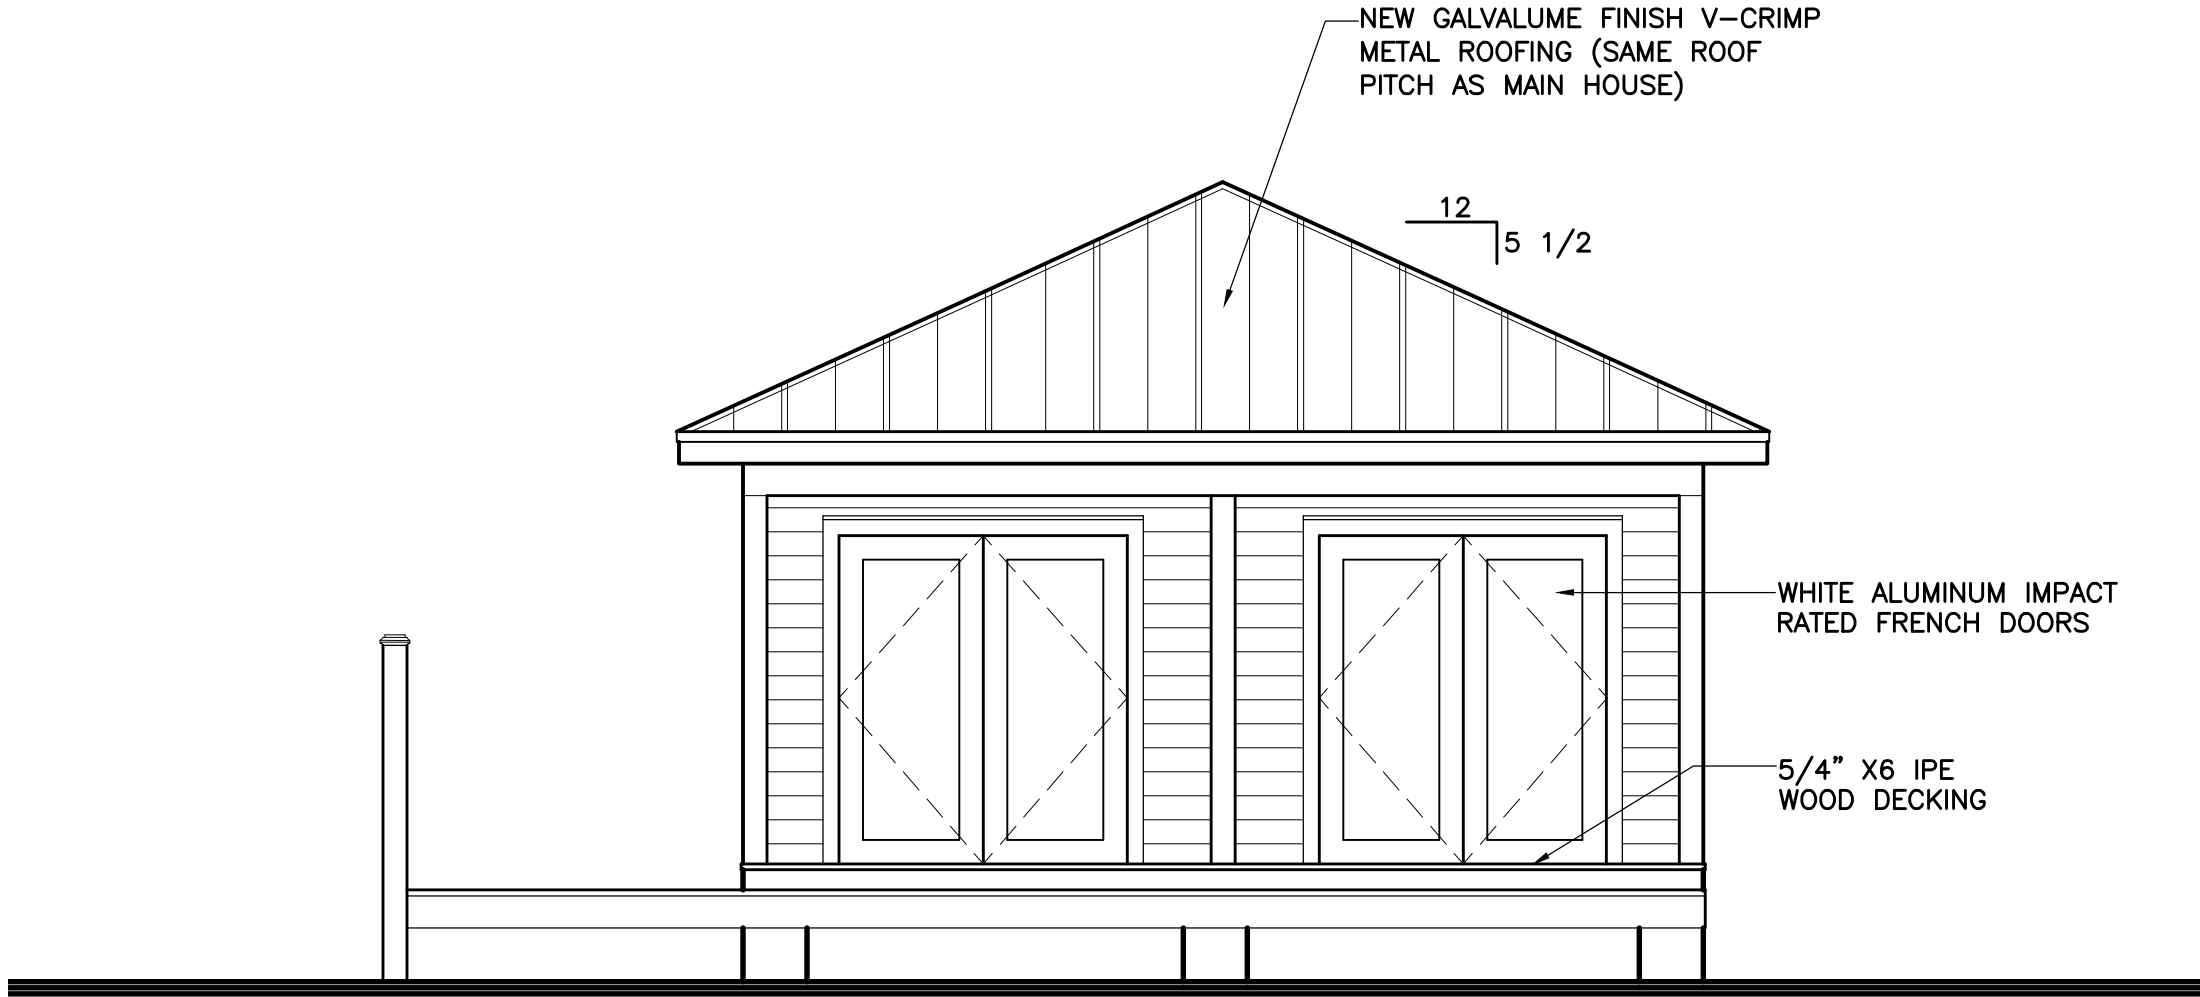 NEW GALVALUME FINISH V-CRIMP
METAL ROOFING (SAME ROOF
PITCH AS MAIN HOUSE)
12
5 1/2
WHITE ALUMINUM IMPACT
RATED FRENCH DOORS
5/4" X6 IPE
WOOD DECKING